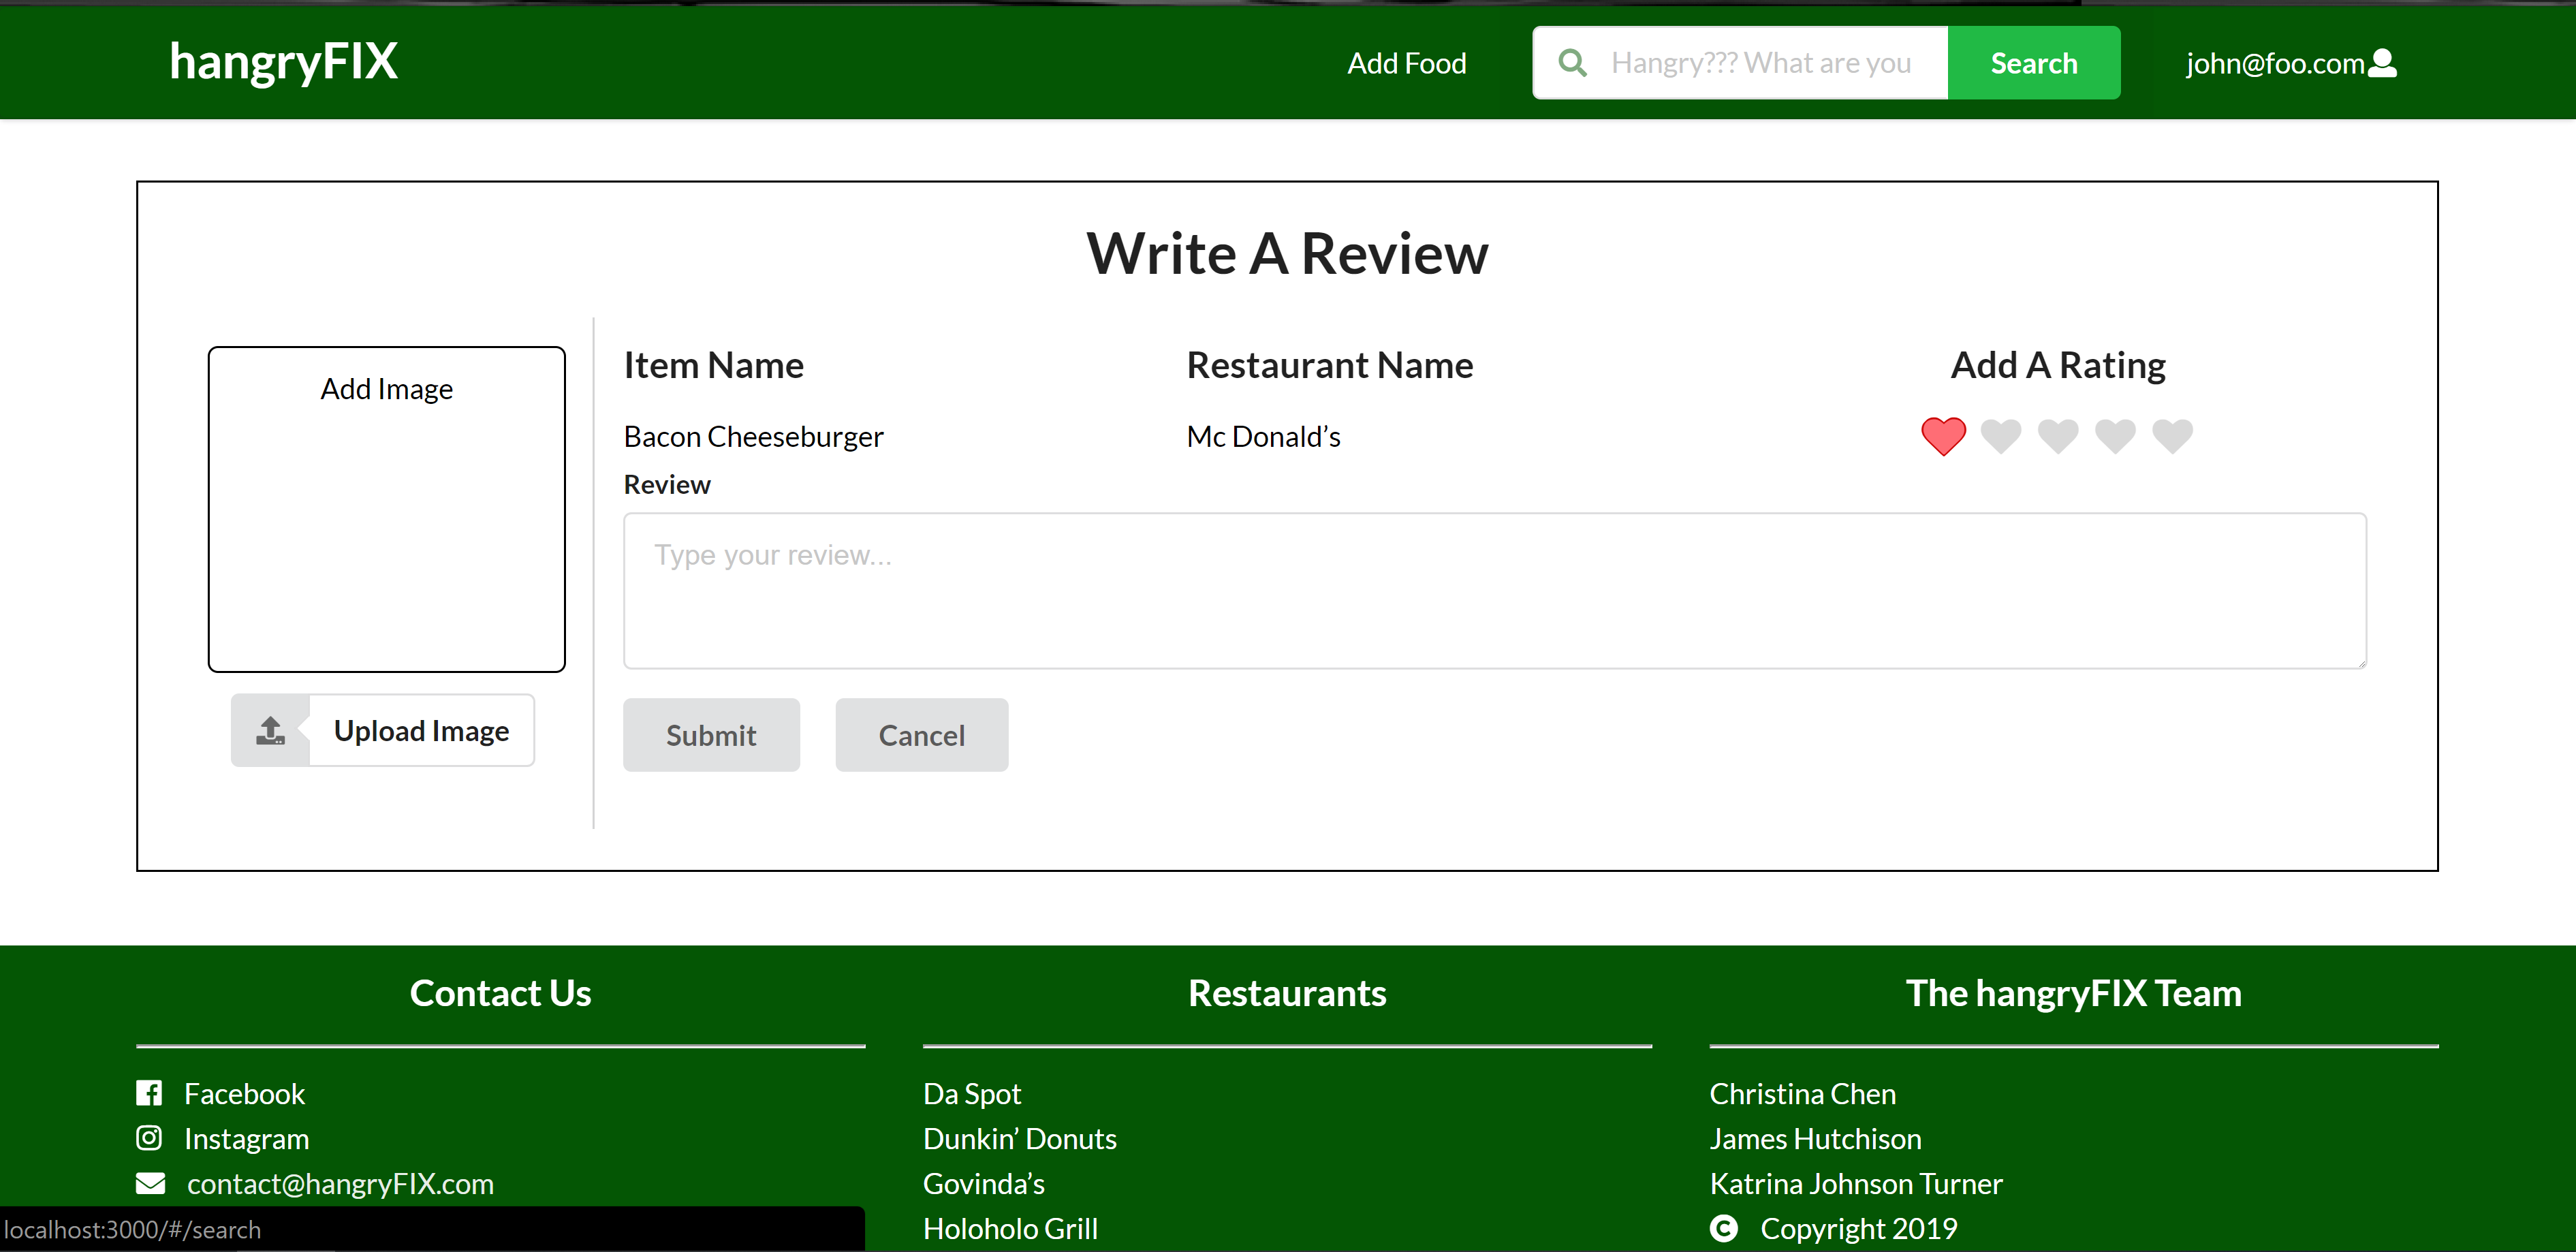 hangryFIX
Add Food
Hangry??? What are you
Search
john@foo.com
Write A Review
Add Image
Upload Image
Item Name
Restaurant Name
Add A Rating
Bacon Cheeseburger
Mc Donald's
Review
Type your review...
Submit
Cancel
Contact Us
Facebook
Instagram
contact@hangryFIX.com
Restaurants
Da Spot
Dunkin' Donuts
Govinda's
Holoholo Grill
The hangryFIX Team
Christina Chen
James Hutchison
Katrina Johnson Turner
Copyright 2019
localhost:3000/#/search